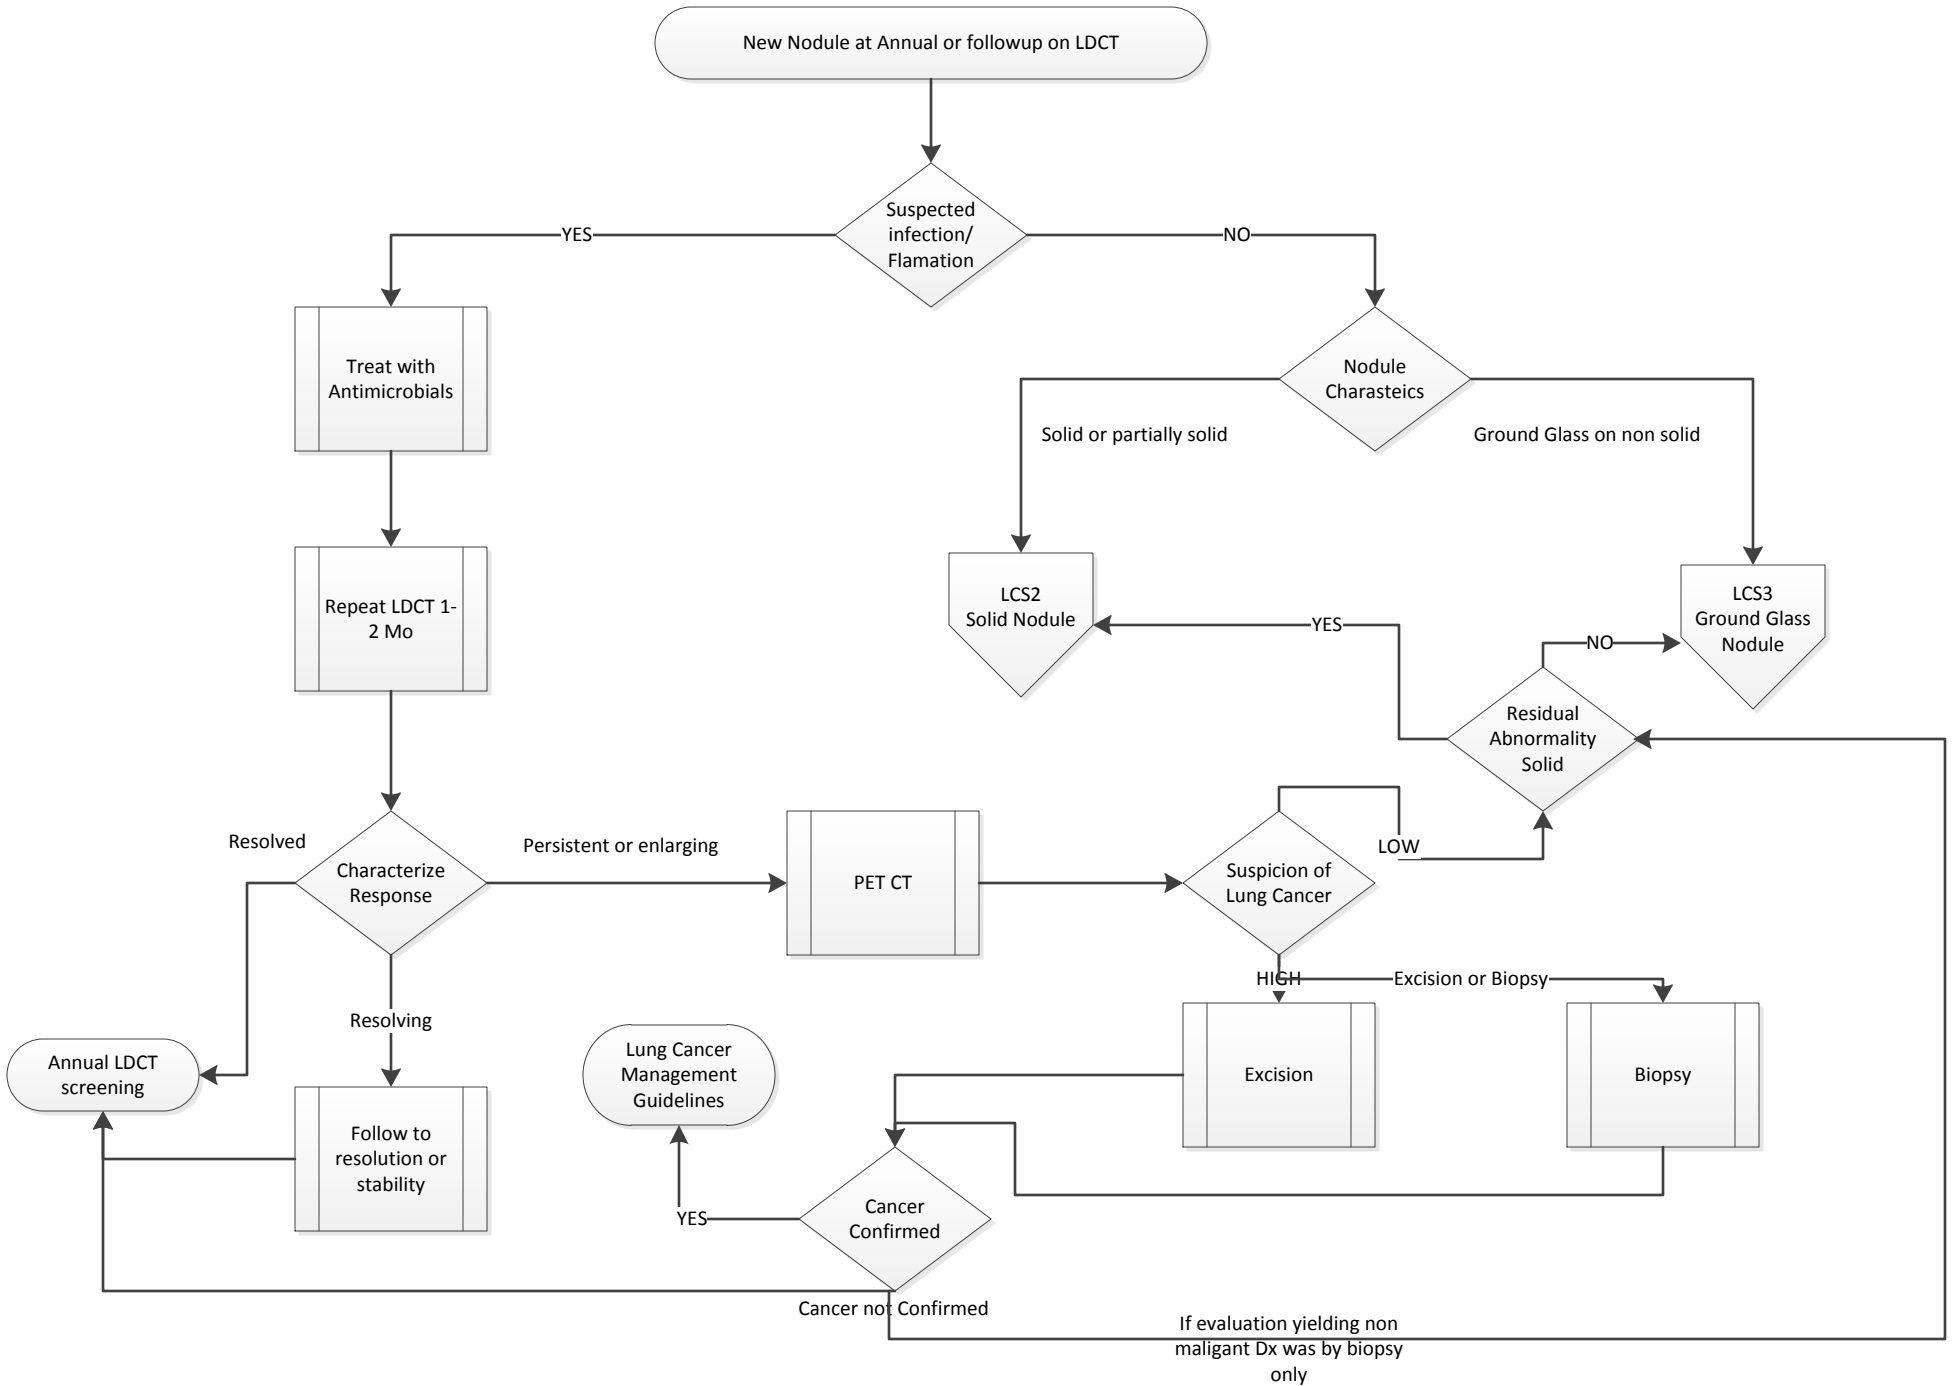 New Nodule at Annual or followup on LDCT
Suspected
infection/
Flamation
YES
NO
Treat with
Antimicrobials
Nodule
Charasteics
Solid or partially solid
Ground Glass on non solid
Repeat LDCT 1-
2 Mo
LCS2
Solid Nodule
LCS3
Ground Glass
Nodule
YES
NO
Residual
Abnormality
Solid
Resolved
Characterize
Response
Persistent or enlarging
PET CT
Suspicion of
Lung Cancer
LOW
HIGH
Excision or Biopsy
Resolving
Annual LDCT
screening
Follow to
resolution or
stability
Lung Cancer
Management
Guidelines
Excision
Biopsy
YES
Cancer
Confirmed
Cancer not Confirmed
If evaluation yielding non
maligant Dx was by biopsy
only